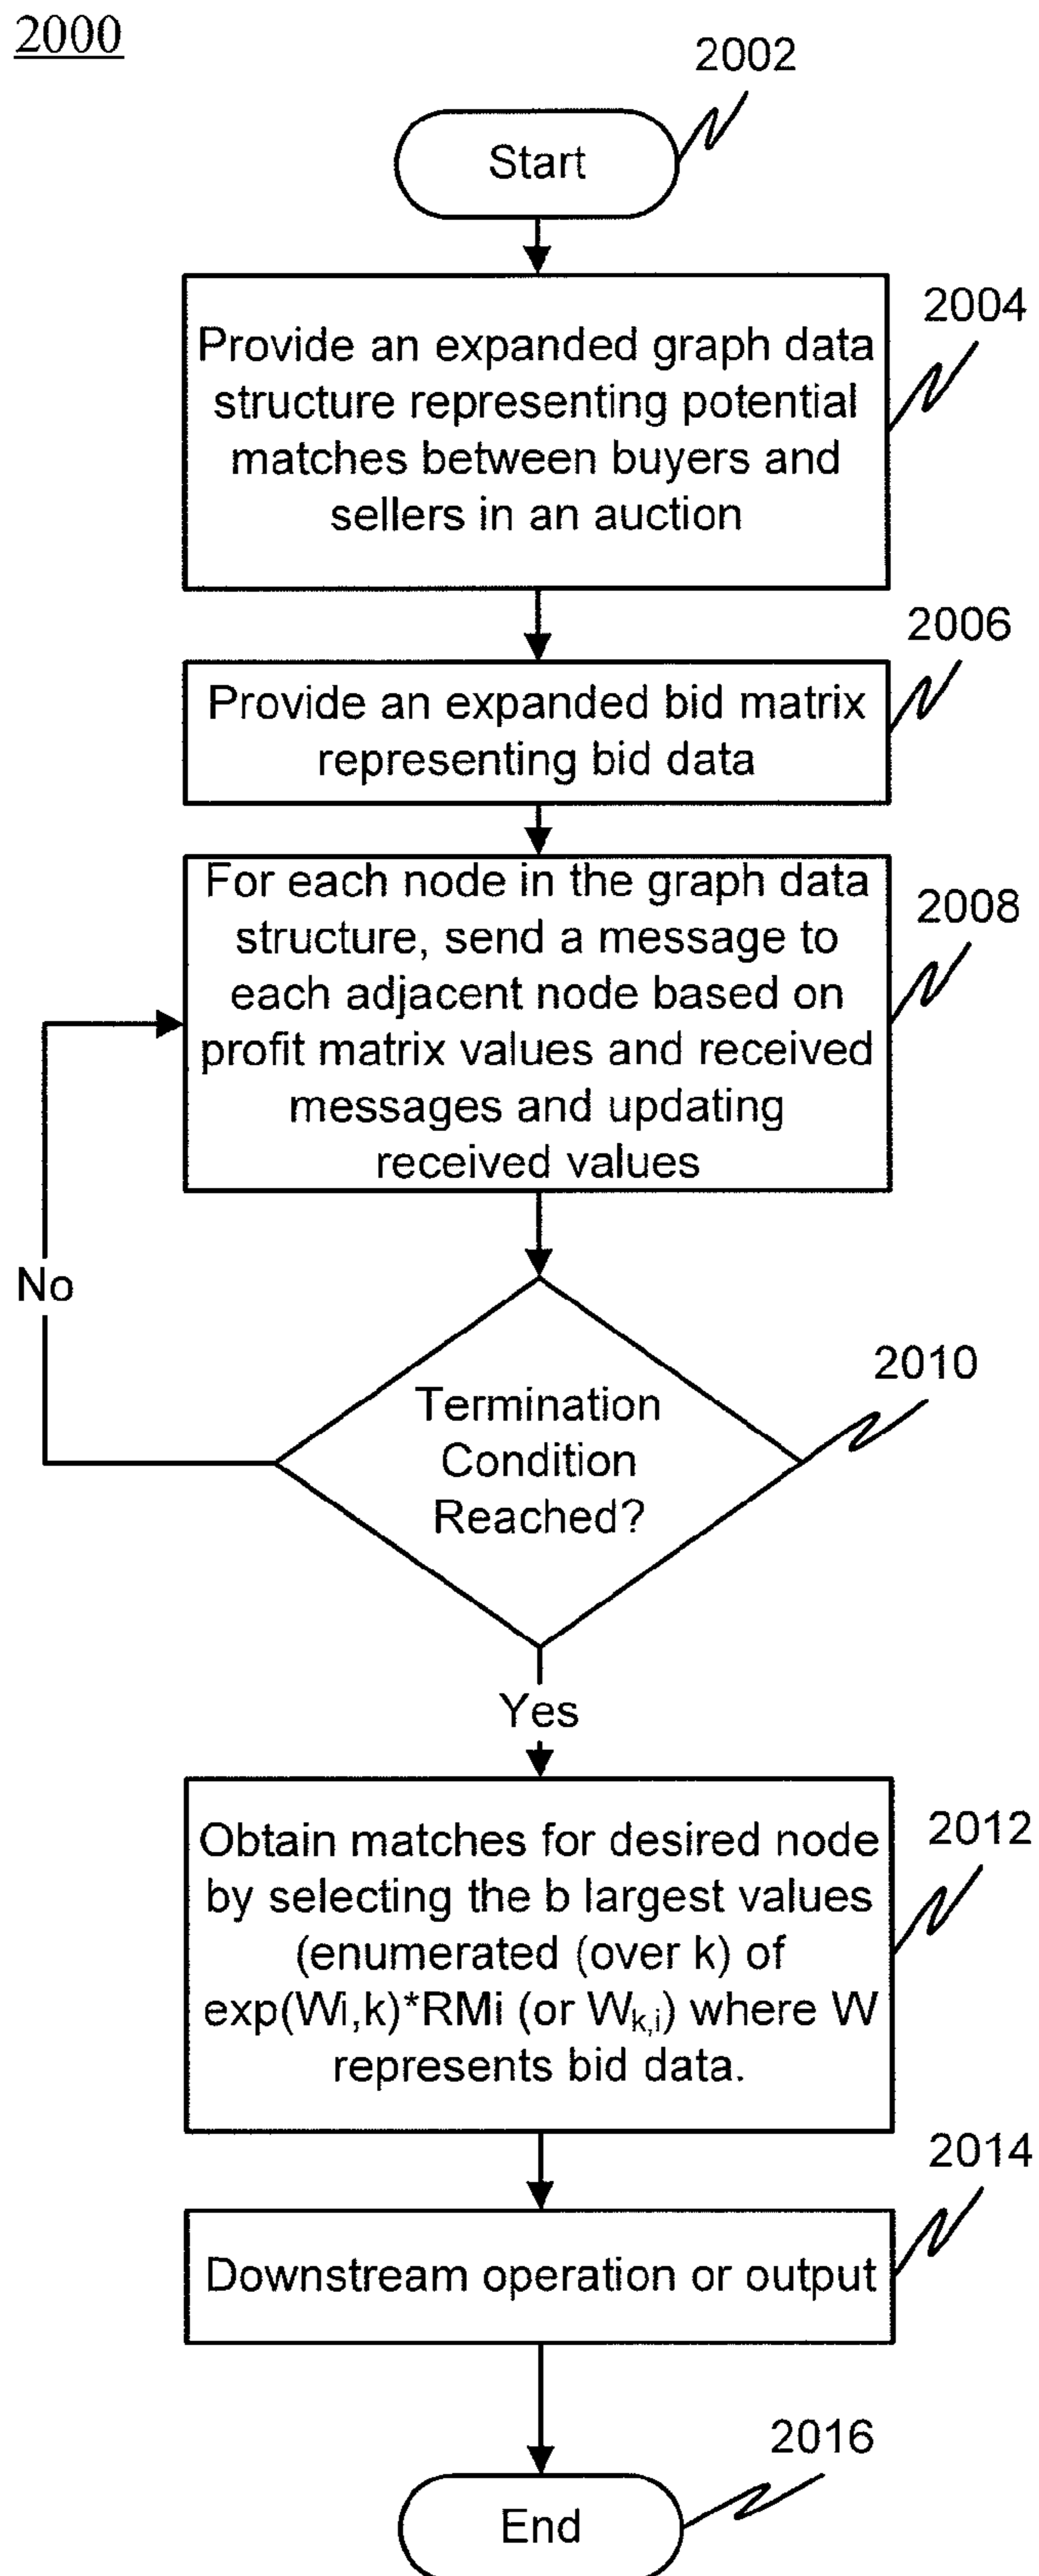 2000
2002
Start
2004
Provide an expanded graph data
structure representing potential
matches between buyers and
sellers in an auction
2006
Provide an expanded bid matrix
representing bid data
2008
For each node in the graph data
structure, send a message to
each adjacent node based on
profit matrix values and received
messages and updating
received values
No
2010
Termination
Condition
Reached?
Yes
2012
Obtain matches for desired node
by selecting the b largest values
(enumerated (over k) of
exp(Wi,k)*RMi (or Wk,i) where W
represents bid data.
2014
Downstream operation or output
2016
End